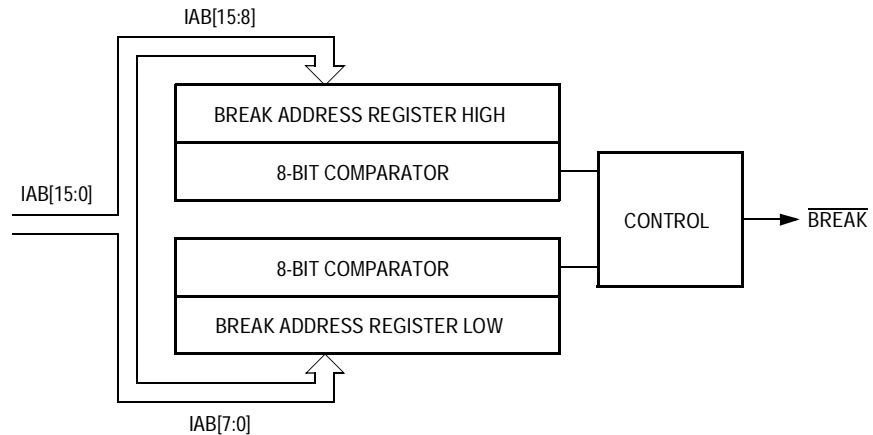 IAB[15:8]
BREAK ADDRESS REGISTER HIGH
8-BIT COMPARATOR
IAB[15:0]
CONTROL
BREAK
8-BIT COMPARATOR
BREAK ADDRESS REGISTER LOW
IAB[7:0]